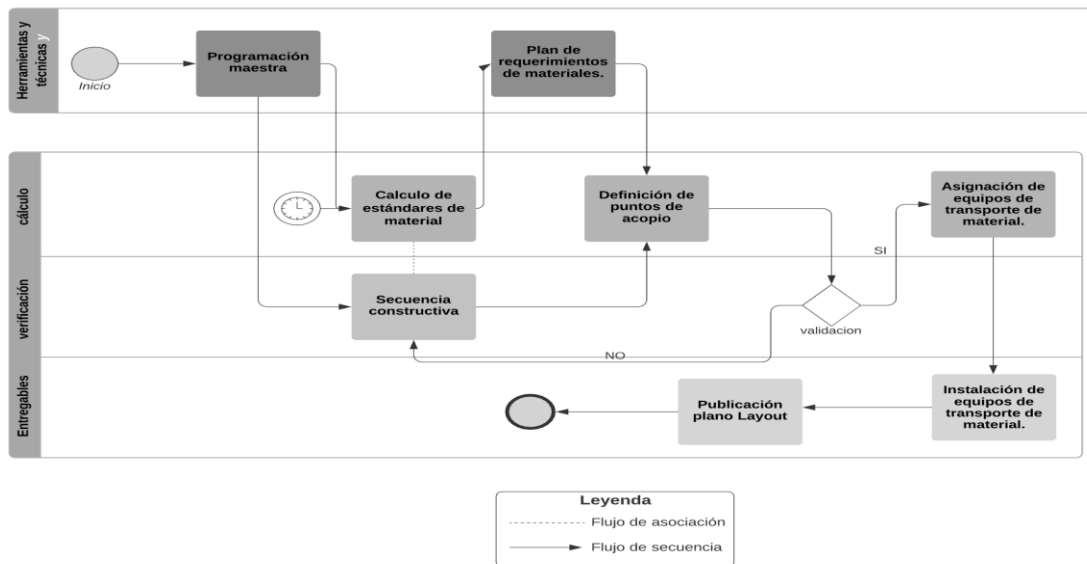 Herramientas y
técnicas y
Inicio
Programación
maestra
Plan de
requerimientos
de materiales.
cálculo
Calculo de
estándares de
material
Definición de
puntos de
acopio
Asignación de
equipos de
transporte de
material.
SI
verificación
Secuencia
constructiva
validacion
NO
Entregables
Publicación
plano Layout
Instalación de
equipos de
transporte de
material.
Leyenda
Flujo de asociación
Flujo de secuencia